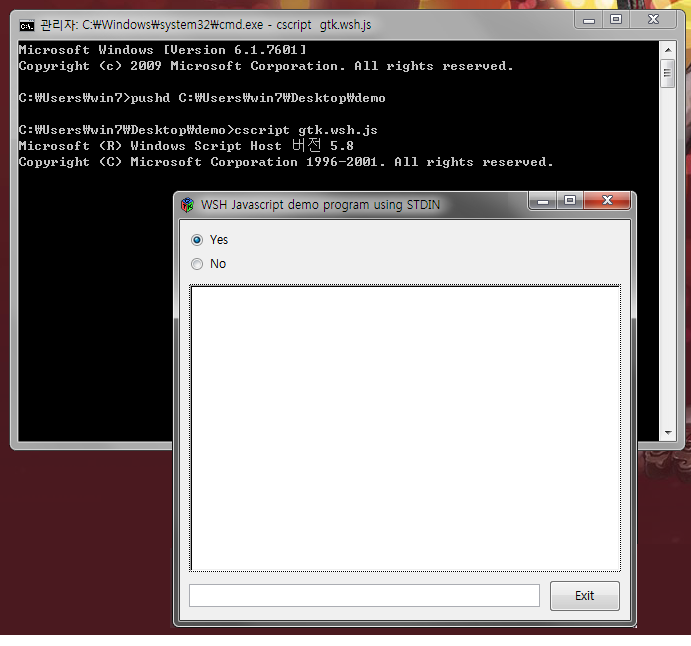 관리자: C:₩Windows₩system32₩cmd.exe - cscript  gtk.wsh.js
Microsoft Windows [Version 6.1.7601]
Copyright (c) 2009 Microsoft Corporation. All rights reserved.
C:₩Users₩win7>pushd C:₩Users₩win7₩Desktop₩demo
C:₩Users₩win7₩Desktop₩demo>cscript gtk.wsh.js
Microsoft (R) Windows Script Host 버전 5.8
Copyright (C) Microsoft Corporation 1996-2001. All rights reserved.
WSH Javascript demo program using STDIN
Yes
No
Exit